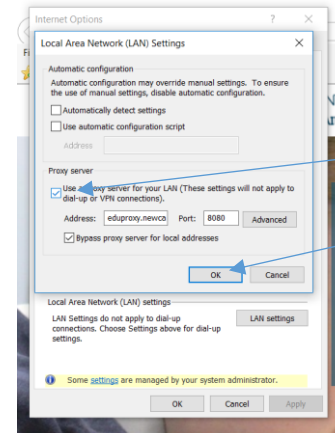 Internet Options
Local Area Network (LAN) Settings
Automatic configuration
Automatic configuration may override manual settings. To ensure
the use of manual settings, disable automatic configuration.
Automatically detect settings
Use automatic configuration script
Address
Proxy server
Use a proxy server for your LAN (These settings will not apply to
dial-up or VPN connections).
Address: eduproxy.newca Port: 8080 Advanced
Bypass proxy server for local addresses
OK Cancel
Local Area Network (LAN) settings
LAN Settings do not apply to dial-up
connections. Choose Settings above for dial-up
settings.
LAN settings
Some settings are managed by your system administrator.
OK Cancel Apply